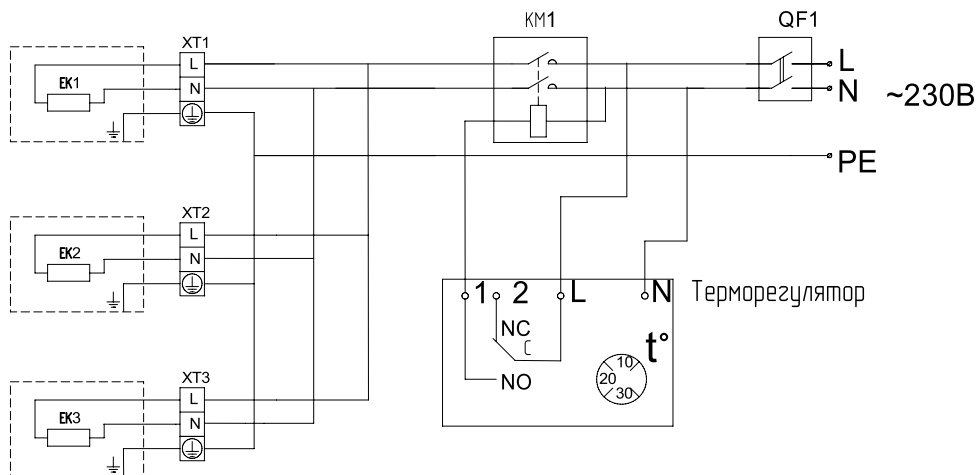 KM1 QF1
XT1
L L
EK1 N N ~230В
PE
XT2
L
EK2 N
1 2 L N Терморегулятор
NC
C t°
10
20
30
NO
XT3
L
EK3 N